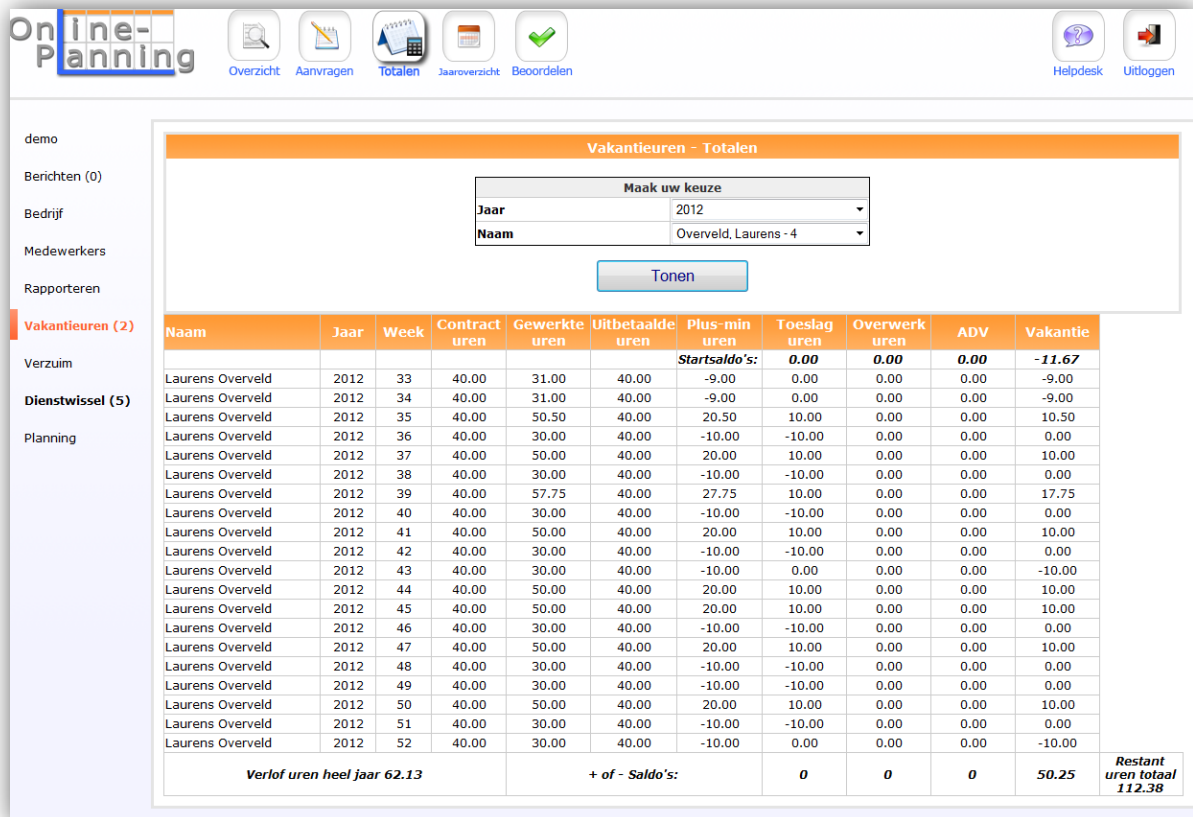 Online-
Planning
Overzicht Aanvragen Totalen Jaaroverzicht Beoordelen Helpdesk Uitloggen
demo
Berichten (0)
Bedrijf
Medewerkers
Rapporteren
Vakantieuren (2)
Verzuim
Dienstwissel (5)
Planning
Vakantieuren - Totalen
Maak uw keuze
Jaar 2012
Naam Overveld, Laurens - 4
Tonen
Naam Jaar Week Contract uren Gewerkte uren Uitbetaalde uren Plus-min uren Toeslag uren Overwerk uren ADV Vakantie
Startsaldo's: 0.00 0.00 0.00 -11.67
Laurens Overveld 2012 33 40.00 31.00 40.00 -9.00 0.00 0.00 0.00 -9.00
Laurens Overveld 2012 34 40.00 31.00 40.00 -9.00 0.00 0.00 0.00 -9.00
Laurens Overveld 2012 35 40.00 50.50 40.00 20.50 10.00 0.00 0.00 10.50
Laurens Overveld 2012 36 40.00 30.00 40.00 -10.00 -10.00 0.00 0.00 0.00
Laurens Overveld 2012 37 40.00 50.00 40.00 20.00 10.00 0.00 0.00 10.00
Laurens Overveld 2012 38 40.00 30.00 40.00 -10.00 -10.00 0.00 0.00 0.00
Laurens Overveld 2012 39 40.00 57.75 40.00 27.75 10.00 0.00 0.00 17.75
Laurens Overveld 2012 40 40.00 30.00 40.00 -10.00 -10.00 0.00 0.00 0.00
Laurens Overveld 2012 41 40.00 50.00 40.00 20.00 10.00 0.00 0.00 10.00
Laurens Overveld 2012 42 40.00 30.00 40.00 -10.00 -10.00 0.00 0.00 0.00
Laurens Overveld 2012 43 40.00 30.00 40.00 -10.00 0.00 0.00 0.00 -10.00
Laurens Overveld 2012 44 40.00 50.00 40.00 20.00 10.00 0.00 0.00 10.00
Laurens Overveld 2012 45 40.00 50.00 40.00 20.00 10.00 0.00 0.00 10.00
Laurens Overveld 2012 46 40.00 30.00 40.00 -10.00 -10.00 0.00 0.00 0.00
Laurens Overveld 2012 47 40.00 50.00 40.00 20.00 10.00 0.00 0.00 10.00
Laurens Overveld 2012 48 40.00 30.00 40.00 -10.00 -10.00 0.00 0.00 0.00
Laurens Overveld 2012 49 40.00 30.00 40.00 -10.00 -10.00 0.00 0.00 0.00
Laurens Overveld 2012 50 40.00 50.00 40.00 20.00 10.00 0.00 0.00 10.00
Laurens Overveld 2012 51 40.00 30.00 40.00 -10.00 -10.00 0.00 0.00 0.00
Laurens Overveld 2012 52 40.00 30.00 40.00 -10.00 0.00 0.00 0.00 -10.00
Verlof uren heel jaar 62.13 + of - Saldo's: 0 0 0 50.25 Restant uren totaal 112.38